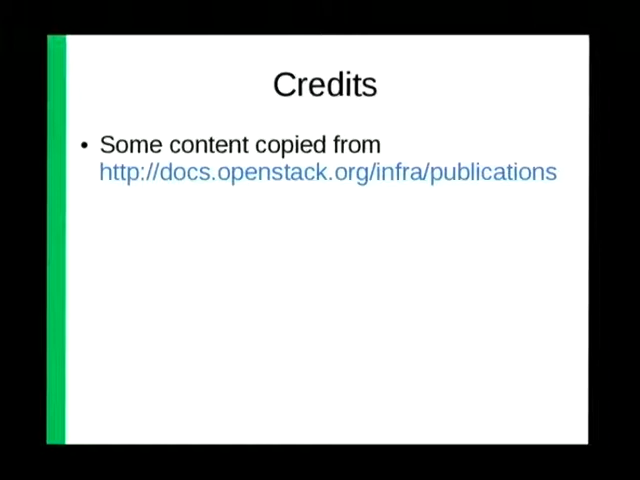 Credits
• Some content copied from
http://docs.openstack.org/infra/publications